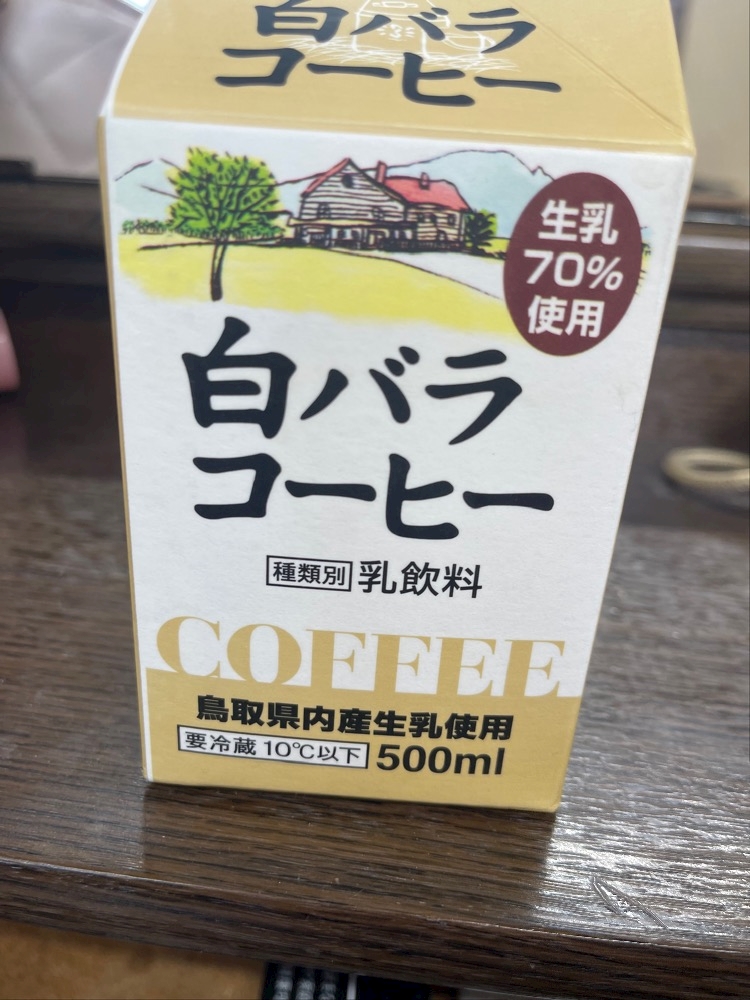 白バラ
コーヒー
生乳
70%
使用
白バラ
コーヒー
種類別 乳飲料
COFFEE
鳥取県内産生乳使用
要冷蔵10℃以下 500ml